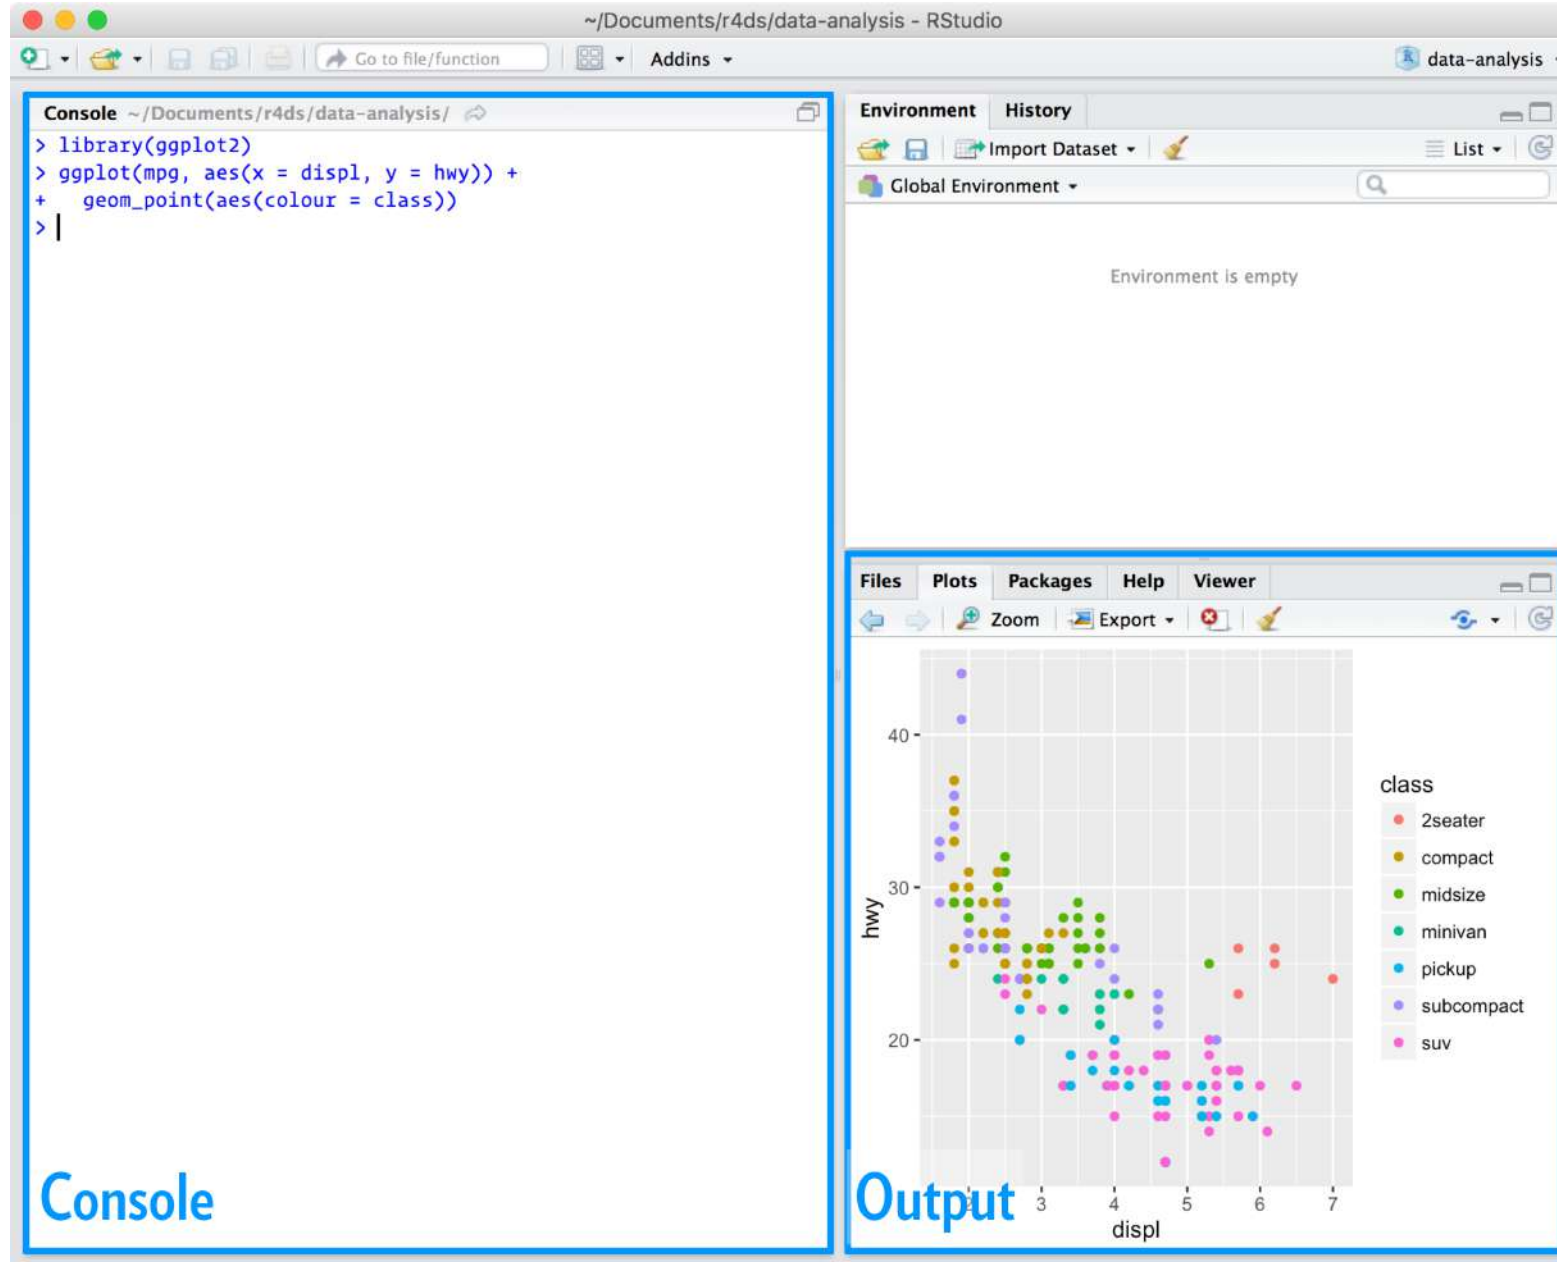 ~/Documents/r4ds/data-analysis - RStudio
Go to file/function
Addins
data-analysis
Console ~/Documents/r4ds/data-analysis/
> library(ggplot2)
> ggplot(mpg, aes(x = displ, y = hwy)) +
+   geom_point(aes(colour = class))
>
Console
Environment History
Import Dataset
List
Global Environment
Environment is empty
Files Plots Packages Help Viewer
Zoom Export
40
30
20
hwy
2 3 4 5 6 7
displ
class
2seater
compact
midsize
minivan
pickup
subcompact
suv
Output